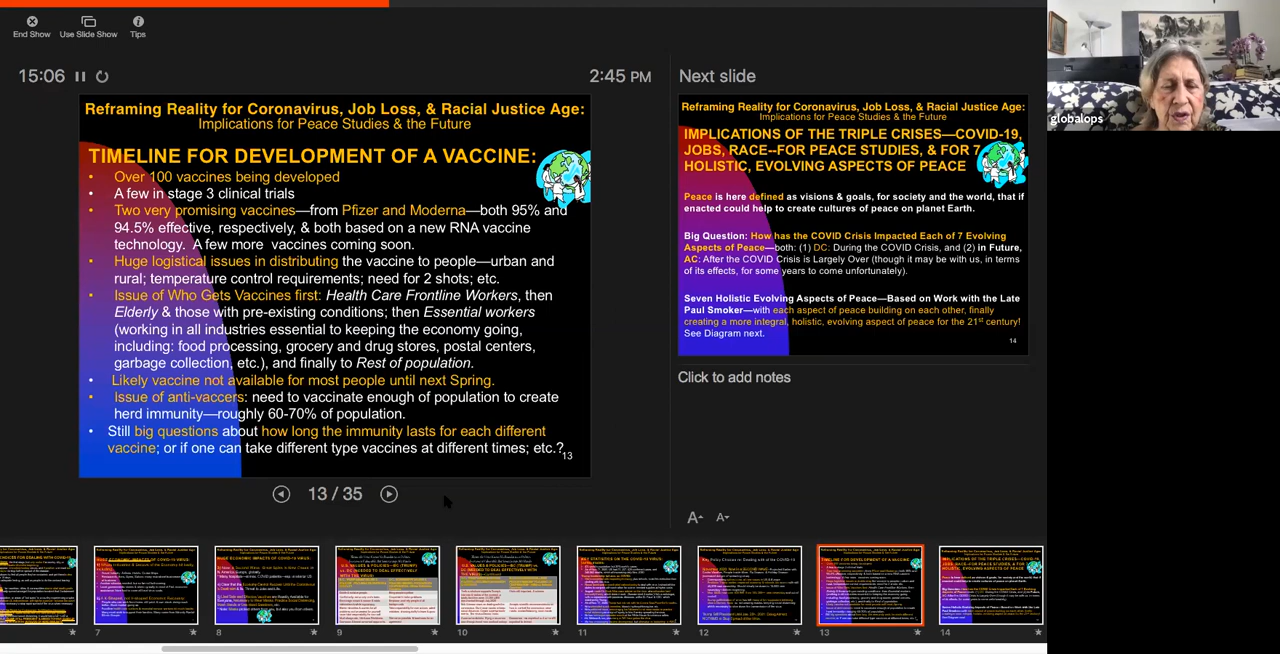 End Show
Use Slide Show
Tips
15:06
2:45 PM
Reframing Reality for Coronavirus, Job Loss, & Racial Justice Age:
Implications for Peace Studies & the Future
TIMELINE FOR DEVELOPMENT OF A VACCINE:
• Over 100 vaccines being developed
• A few in stage 3 clinical trials
• Two very promising vaccines—from Pfizer and Moderna—both 95% and
94.5% effective, respectively, & both based on a new RNA vaccine
technology. A few more vaccines coming soon.
• Huge logistical issues in distributing the vaccine to people—urban and
rural; temperature control requirements; need for 2 shots; etc.
• Issue of Who Gets Vaccines first: Health Care Frontline Workers, then
Elderly & those with pre-existing conditions; then Essential workers
(working in all industries essential to keeping the economy going,
including: food processing, grocery and drug stores, postal centers,
garbage collection, etc.), and finally to Rest of population.
• Likely vaccine not available for most people until next Spring.
• Issue of anti-vaccers: need to vaccinate enough of population to create
herd immunity—roughly 60-70% of population.
• Still big questions about how long the immunity lasts for each different
vaccine; or if one can take different type vaccines at different times; etc.?
13
13 / 35
Next slide
Reframing Reality for Coronavirus, Job Loss, & Racial Justice Age:
Implications for Peace Studies & the Future
IMPLICATIONS OF THE TRIPLE CRISES—COVID-19,
JOBS, RACE--FOR PEACE STUDIES, & FOR 7
HOLISTIC, EVOLVING ASPECTS OF PEACE
Peace is here defined as visions & goals, for society and the world, that if
enacted could help to create cultures of peace on planet Earth.
Big Question: How has the COVID Crisis Impacted Each of 7 Evolving
Aspects of Peace—both: (1) DC: During the COVID Crisis, and (2) in Future,
AC: After the COVID Crisis is Largely Over (though it may be with us, in terms
of its effects, for some years to come unfortunately).
Seven Holistic Evolving Aspects of Peace—Based on Work with the Late
Paul Smoker—with each aspect of peace building on each other, finally
creating a more integral, holistic, evolving aspect of peace for the 21st century!
See Diagram next.
14
Click to add notes
A A
globalops
7
8
9
10
11
12
13
14